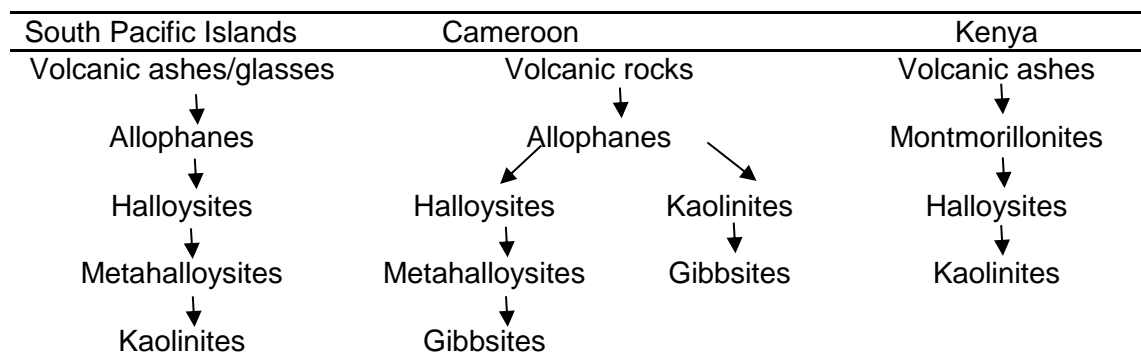 South Pacific Islands Cameroon Kenya
Volcanic ashes/glasses Volcanic rocks Volcanic ashes
Allophanes Allophanes Montmorillonites
Halloysites Halloysites Kaolinites Halloysites
Metahalloysites Metahalloysites Gibbsites Kaolinites
Kaolinites Gibbsites